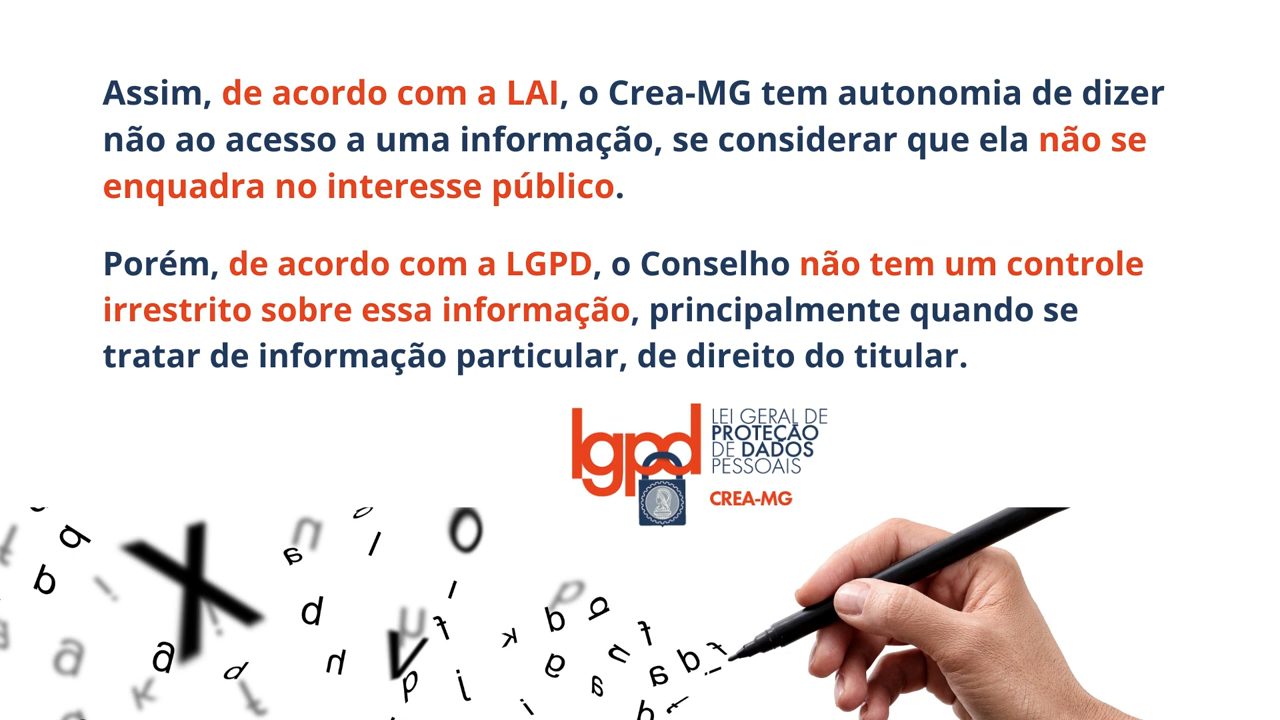 Assim, de acordo com a LAI, o Crea-MG tem autonomia de dizer
não ao acesso a uma informação, se considerar que ela não se
enquadra no interesse público.
Porém, de acordo com a LGPD, o Conselho não tem um controle
irrestrito sobre essa informação, principalmente quando se
tratar de informação particular, de direito do titular.
lgpd
LEI GERAL DE
PROTEÇÃO
DE DADOS
PESSOAIS
CREA-MG